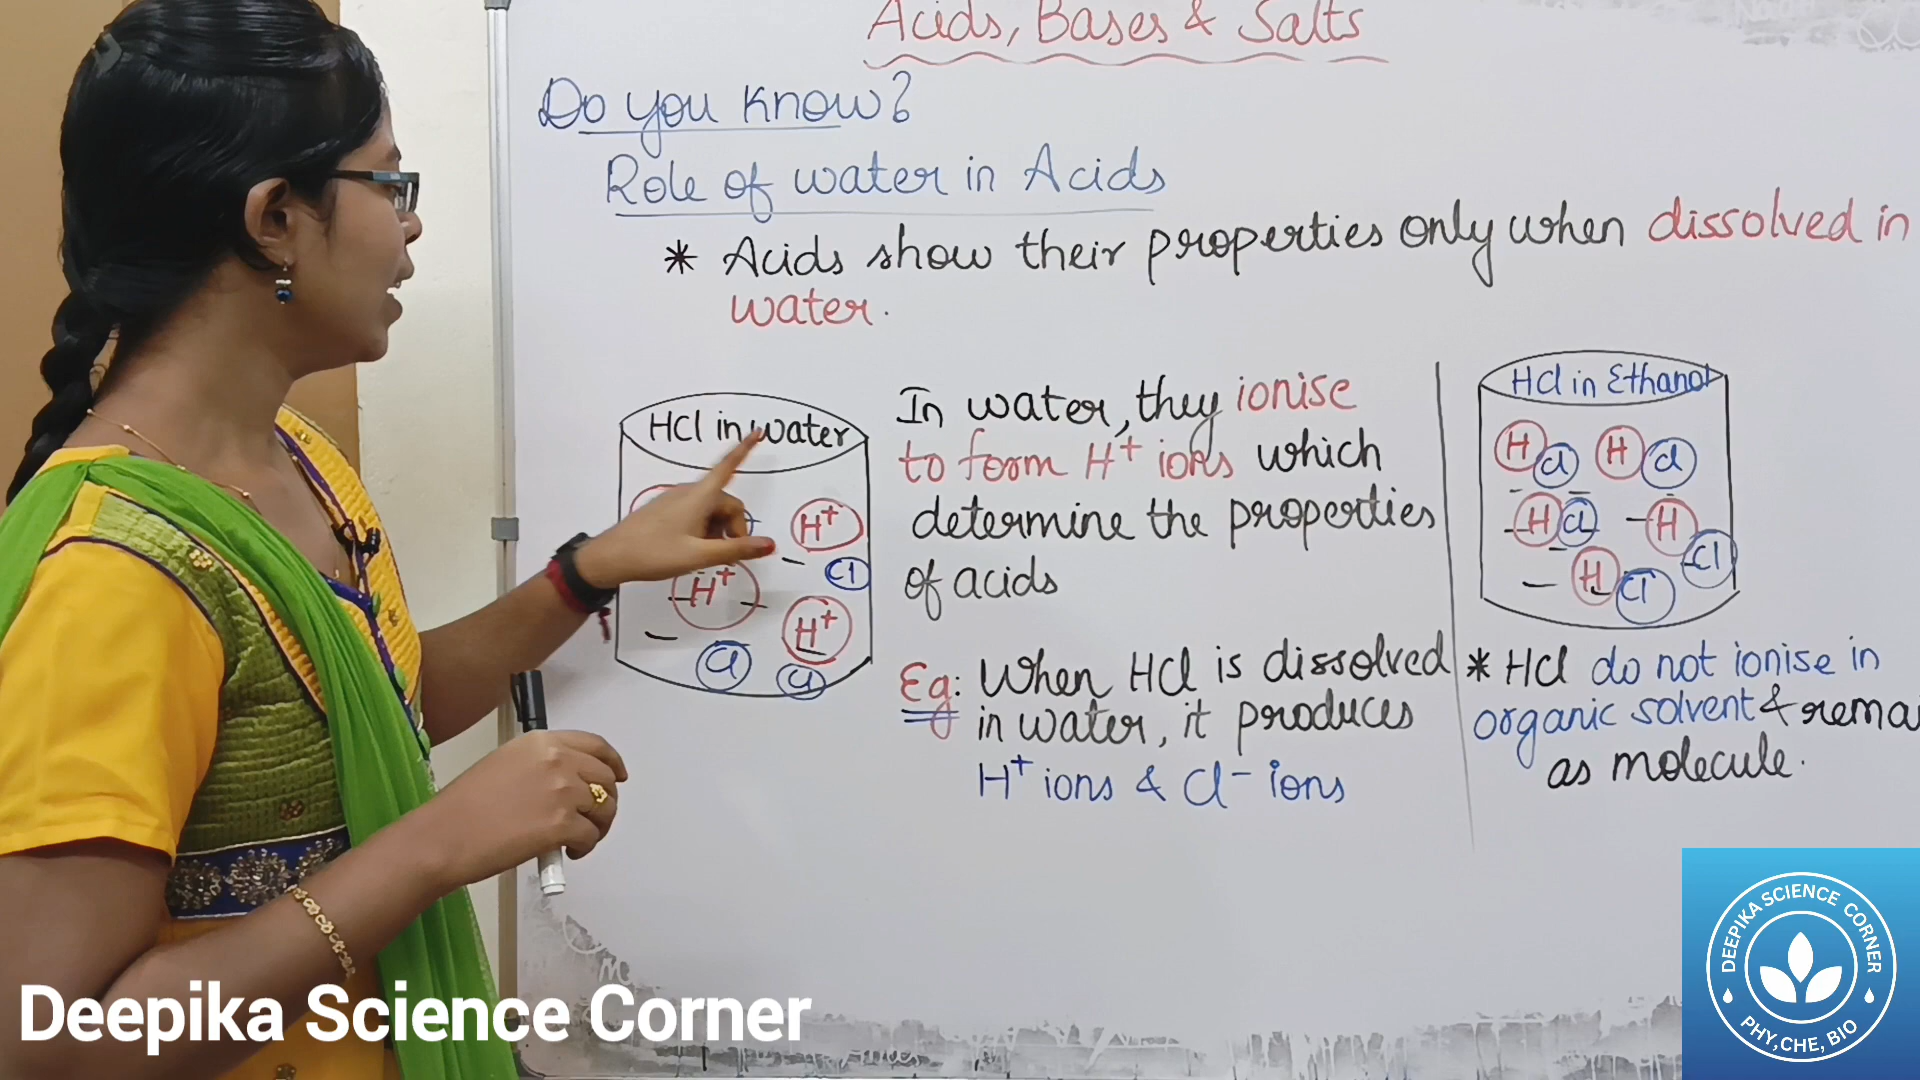 Acids, Bases & Salts
Do you know?
Role of water in Acids
* Acids show their properties only when dissolved in
water.
HCl in water
H+
Cl
H+
H+
Cl
Cl
In water, they ionise
to form H+ ions which
determine the properties
of acids
Eg: When HCl is dissolved
in water, it produces
H+ ions & Cl- ions
HCl in Ethanol
H Cl H Cl
H Cl H Cl
H Cl
* HCl do not ionise in
organic solvent &
as molecule.
Deepika Science Corner
DEEPIKA SCIENCE CORNER
PHY,CHE, BIO